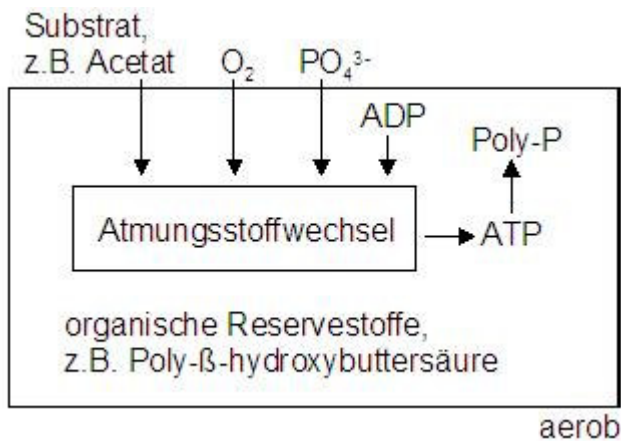 Substrat,
z.B. Acetat O₂ PO₄³⁻
ADP
Poly-P
Atmungsstoffwechsel
ATP
organische Reservestoffe,
z.B. Poly-ß-hydroxybuttersäure
aerob